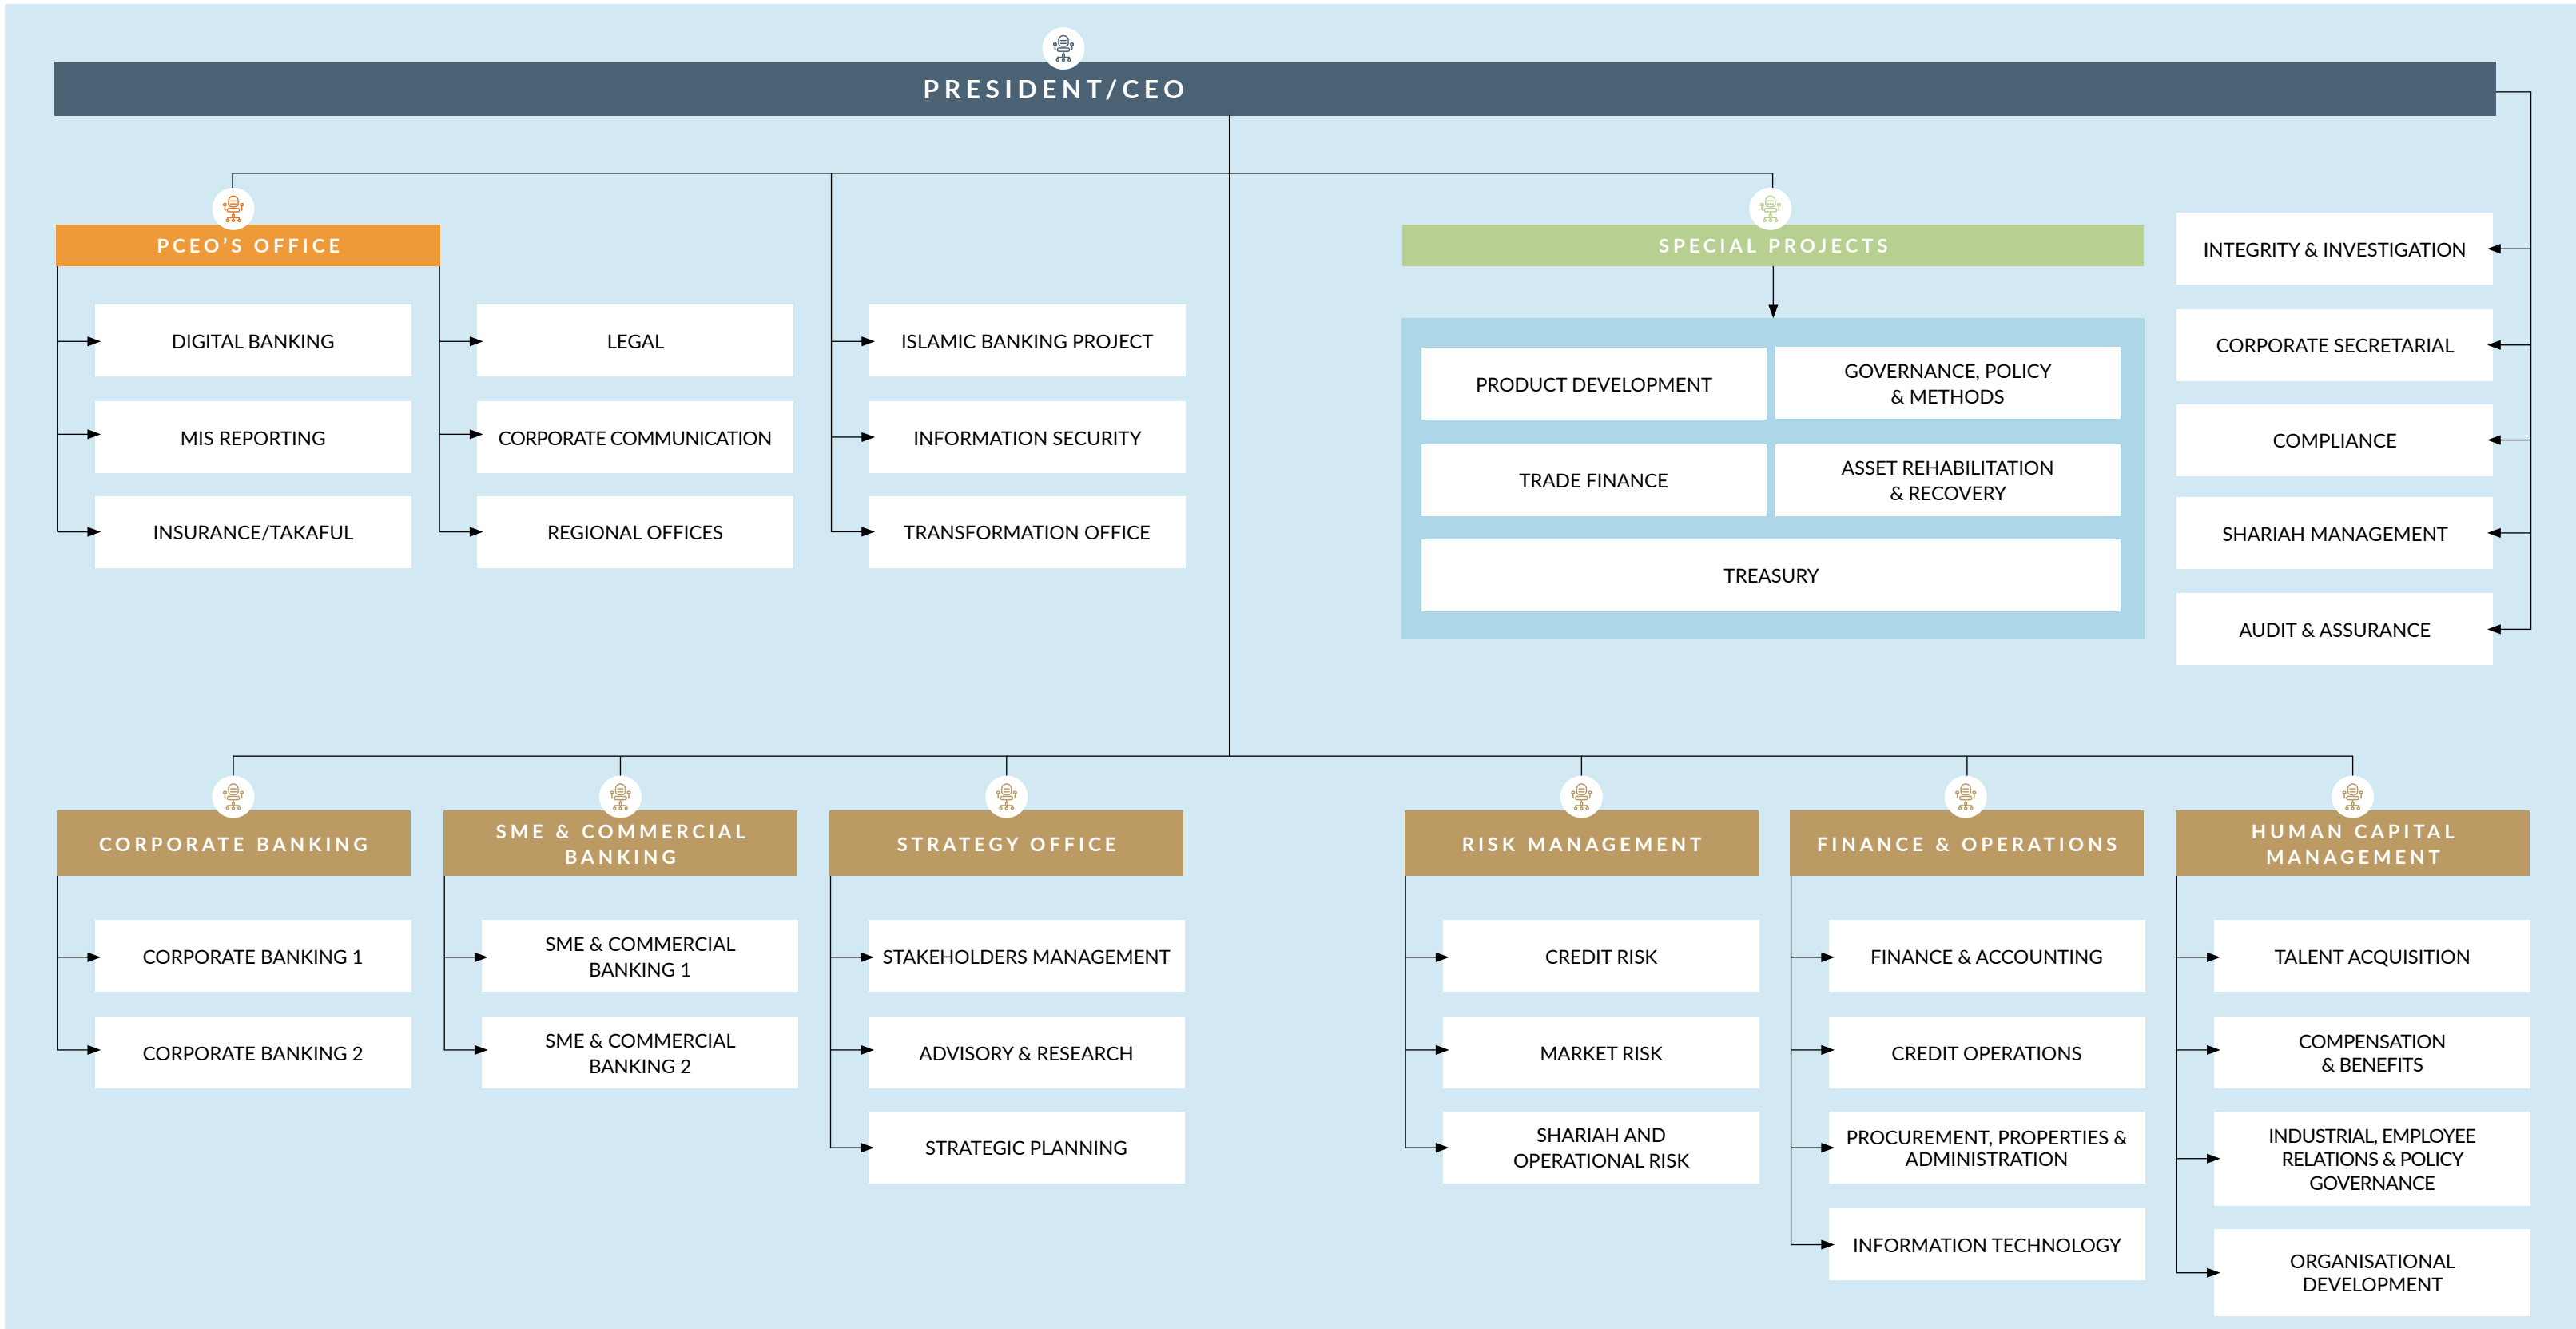 PRESIDENT/CEO
PCEO’S OFFICE
DIGITAL BANKING
MIS REPORTING
INSURANCE/TAKAFUL
LEGAL
CORPORATE COMMUNICATION
REGIONAL OFFICES
ISLAMIC BANKING PROJECT
INFORMATION SECURITY
TRANSFORMATION OFFICE
SPECIAL PROJECTS
PRODUCT DEVELOPMENT
GOVERNANCE, POLICY
& METHODS
TRADE FINANCE
ASSET REHABILITATION
& RECOVERY
TREASURY
INTEGRITY & INVESTIGATION
CORPORATE SECRETARIAL
COMPLIANCE
SHARIAH MANAGEMENT
AUDIT & ASSURANCE
CORPORATE BANKING
CORPORATE BANKING 1
CORPORATE BANKING 2
SME & COMMERCIAL
BANKING
SME & COMMERCIAL
BANKING 1
SME & COMMERCIAL
BANKING 2
STRATEGY OFFICE
STAKEHOLDERS MANAGEMENT
ADVISORY & RESEARCH
STRATEGIC PLANNING
RISK MANAGEMENT
CREDIT RISK
MARKET RISK
SHARIAH AND
OPERATIONAL RISK
FINANCE & OPERATIONS
FINANCE & ACCOUNTING
CREDIT OPERATIONS
PROCUREMENT, PROPERTIES &
ADMINISTRATION
INFORMATION TECHNOLOGY
HUMAN CAPITAL
MANAGEMENT
TALENT ACQUISITION
COMPENSATION
& BENEFITS
INDUSTRIAL, EMPLOYEE
RELATIONS & POLICY
GOVERNANCE
ORGANISATIONAL
DEVELOPMENT